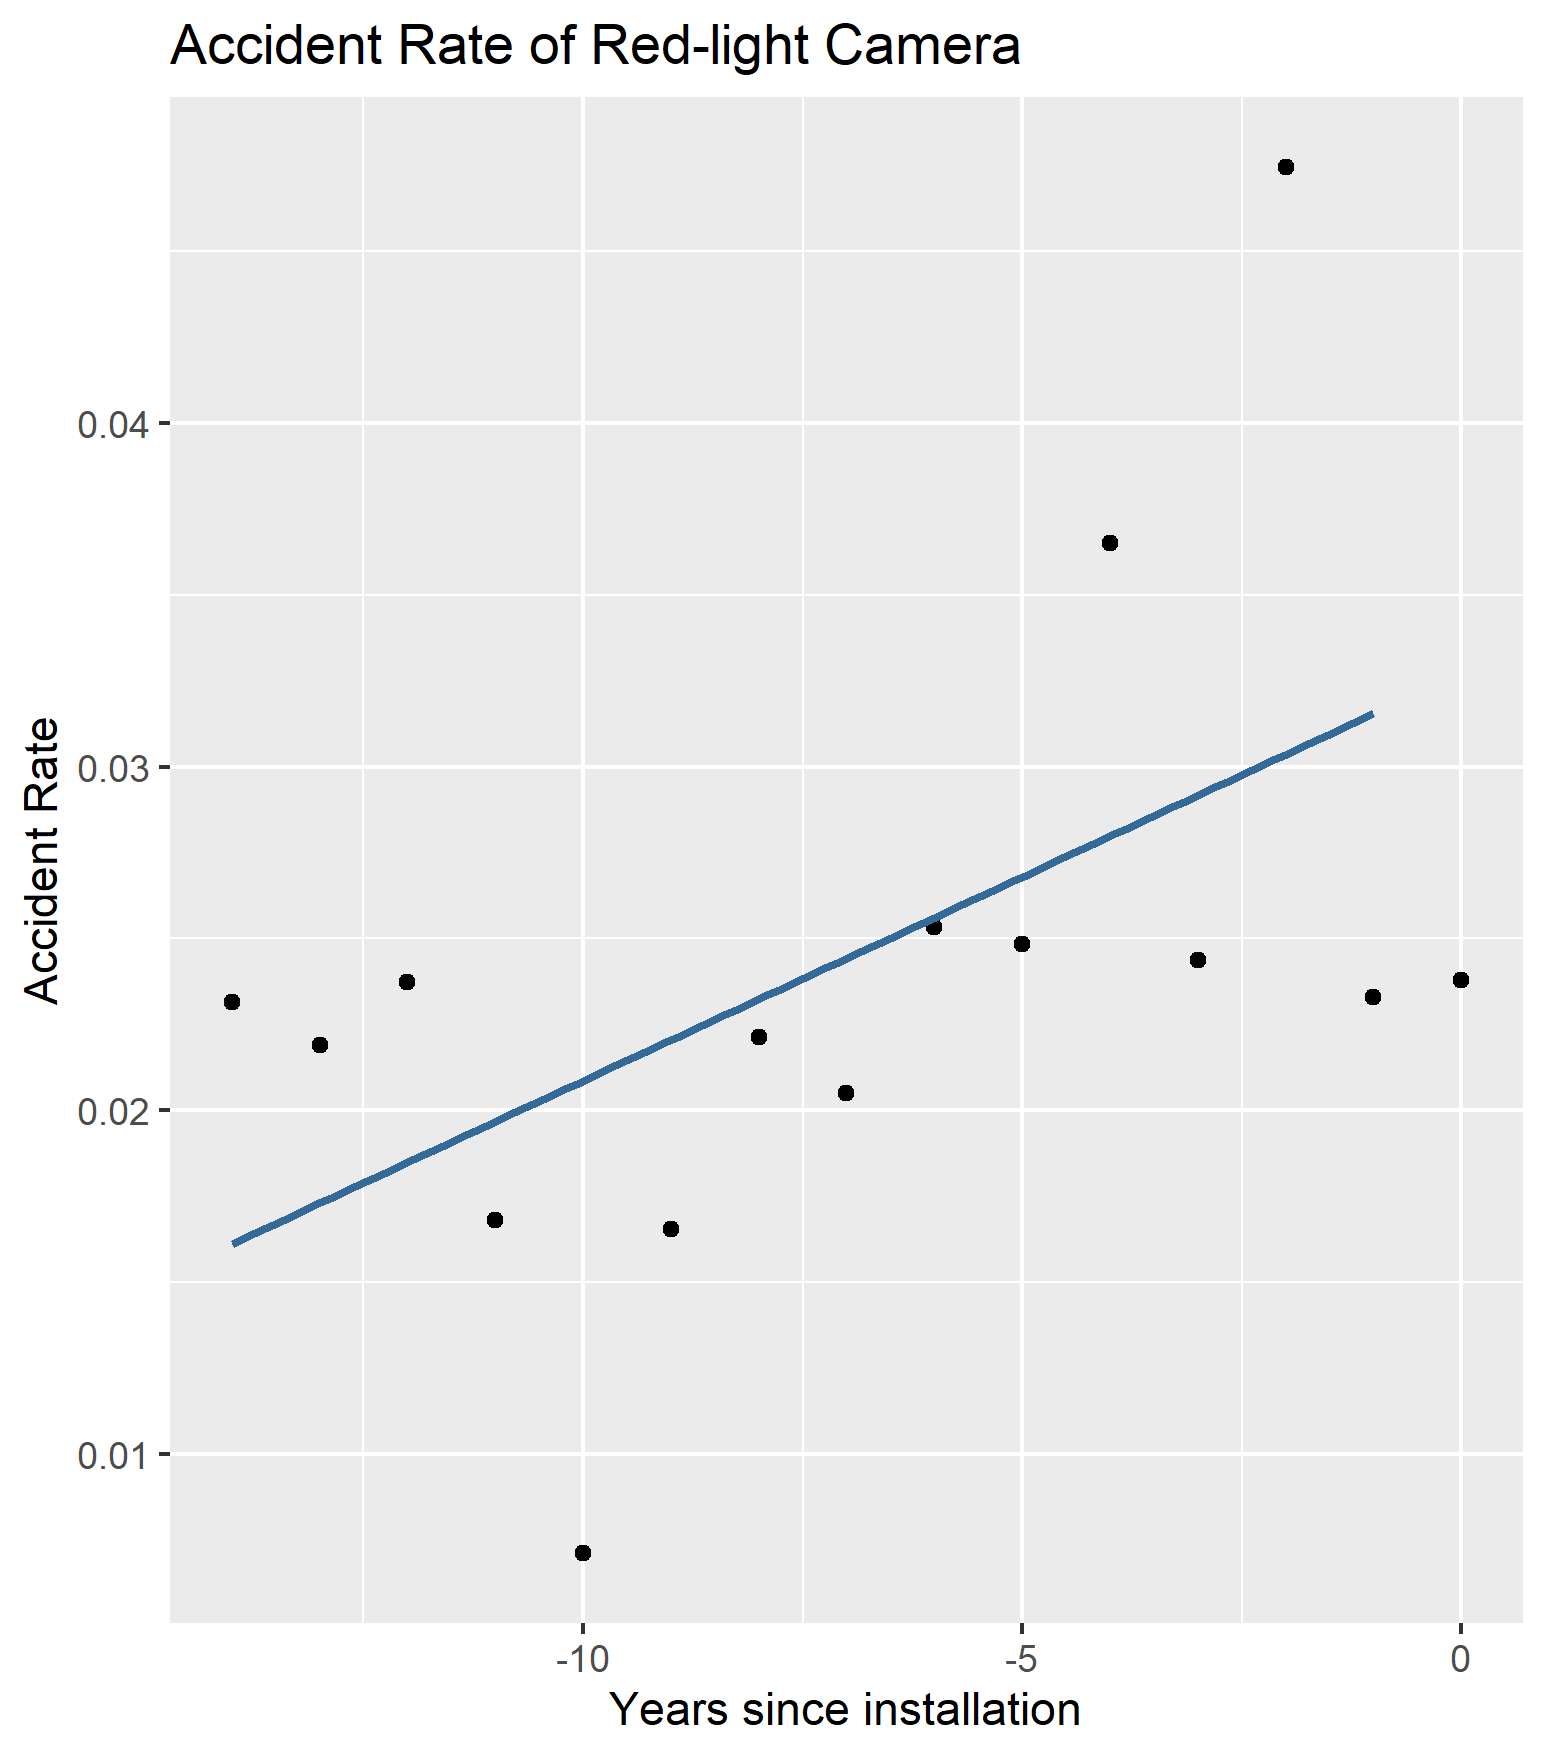 Accident Rate of Red-light Camera
Accident Rate
0.04
0.03
0.02
0.01
-10
-5
0
Years since installation